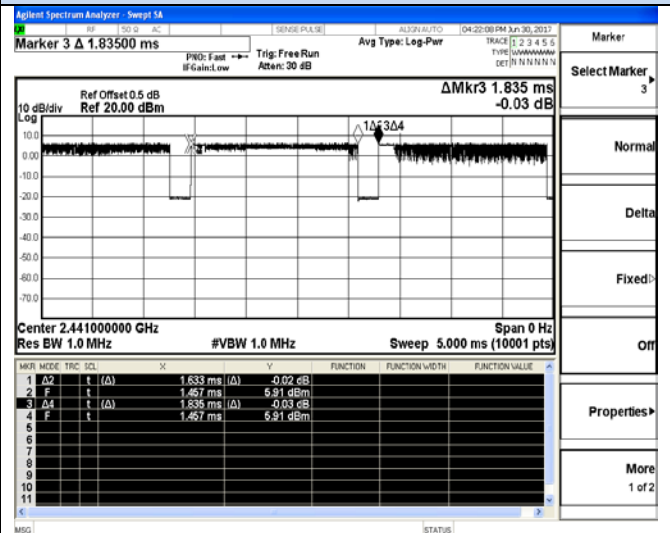 Agilent Spectrum Analyzer - Swept SA
RF 50 Ω AC SENSE:PULSE ALIGN AUTO 04:22:08 PM Jun 30, 2017
Marker 3 Δ 1.83500 ms
PNO: Fast
IFGain:Low
Trig: Free Run
Atten: 30 dB
Avg Type: Log-Pwr
TRACE 1 2 3 4 5 6
TYPE
DET N N N N N N
Ref Offset 0.5 dB
10 dB/div Ref 20.00 dBm
ΔMkr3 1.835 ms
-0.03 dB
Log
10.0
0.00
-10.0
-20.0
-30.0
-40.0
-50.0
-60.0
-70.0
3Δ4
Center 2.441000000 GHz
Span 0 Hz
Res BW 1.0 MHz #VBW 1.0 MHz Sweep 5.000 ms (10001 pts)
MKR MODE TRC SCL X Y FUNCTION FUNCTION WIDTH FUNCTION VALUE
1 Δ2 t (Δ) 1.633 ms (Δ) -0.02 dB
2 F t 1.457 ms 5.91 dBm
3 Δ4 t (Δ) 1.835 ms (Δ) -0.03 dB
4 F t 1.457 ms 5.91 dBm
5
6
7
8
9
10
11
MSG STATUS
Marker
Select Marker
3
Normal
Delta
Fixed
Off
Properties
More
1 of 2